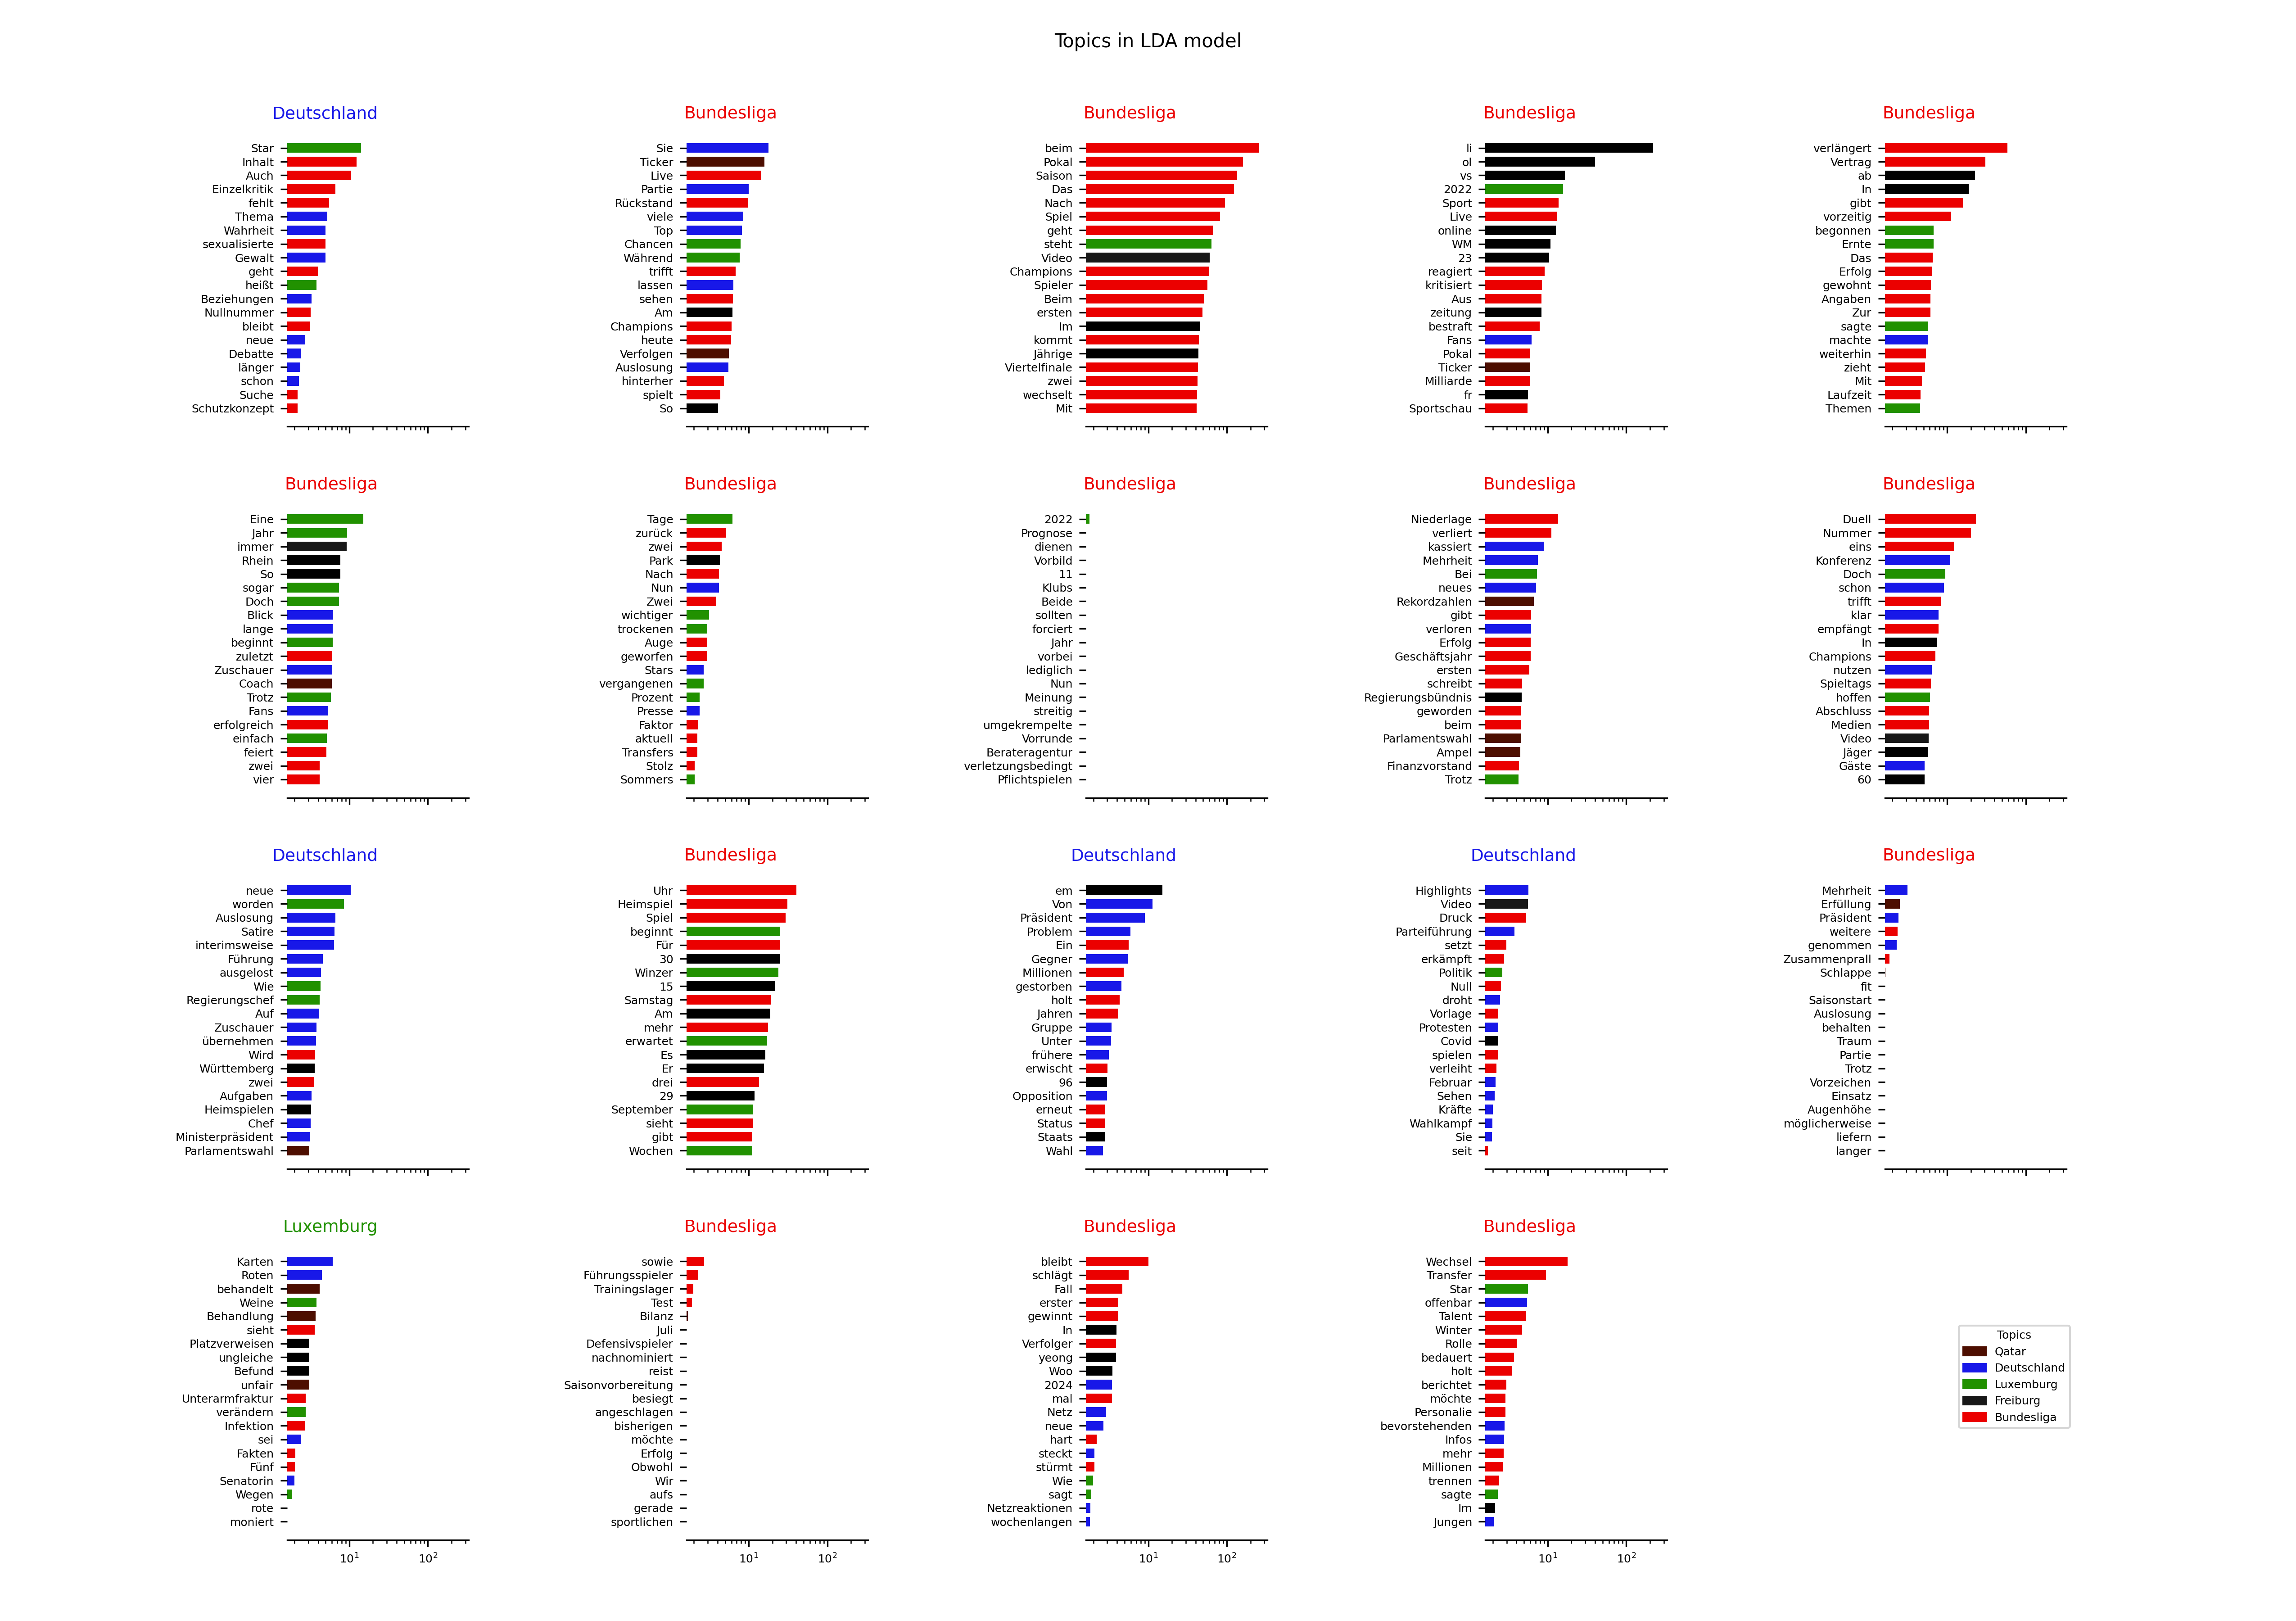 Topics in LDA model
Deutschland
Star
Inhalt
Auch
Einzelkritik
fehlt
Thema
Wahrheit
sexualisierte
Gewalt
geht
heißt
Beziehungen
Nullnummer
bleibt
neue
Debatte
länger
schon
Suche
Schutzkonzept
Bundesliga
Sie
Ticker
Live
Partie
Rückstand
viele
Top
Chancen
Während
trifft
lassen
sehen
Am
Champions
heute
Verfolgen
Auslosung
hinterher
spielt
So
Bundesliga
beim
Pokal
Saison
Das
Nach
Spiel
geht
steht
Video
Champions
Spieler
Beim
ersten
Im
kommt
Jährige
Viertelfinale
zwei
wechselt
Mit
Bundesliga
li
ol
vs
2022
Sport
Live
online
WM
23
reagiert
kritisiert
Aus
zeitung
bestraft
Fans
Pokal
Ticker
Milliarde
fr
Sportschau
Bundesliga
verlängert
Vertrag
ab
In
gibt
vorzeitig
begonnen
Ernte
Das
Erfolg
gewohnt
Angaben
Zur
sagte
machte
weiterhin
zieht
Mit
Laufzeit
Themen
Bundesliga
Eine
Jahr
immer
Rhein
So
sogar
Doch
Blick
lange
beginnt
zuletzt
Zuschauer
Coach
Trotz
Fans
erfolgreich
einfach
feiert
zwei
vier
Bundesliga
Tage
zurück
zwei
Park
Nach
Nun
Zwei
wichtiger
trockenen
Auge
geworfen
Stars
vergangenen
Prozent
Presse
Faktor
aktuell
Transfers
Stolz
Sommers
Bundesliga
2022
Prognose
dienen
Vorbild
11
Klubs
Beide
sollten
forciert
Jahr
vorbei
lediglich
Nun
Meinung
streitig
umgekrempelte
Vorrunde
Berateragentur
verletzungsbedingt
Pflichtspielen
Bundesliga
Niederlage
verliert
kassiert
Mehrheit
Bei
neues
Rekordzahlen
gibt
verloren
Erfolg
Geschäftsjahr
ersten
schreibt
Regierungsbündnis
geworden
beim
Parlamentswahl
Ampel
Finanzvorstand
Trotz
Bundesliga
Duell
Nummer
eins
Konferenz
Doch
schon
trifft
klar
empfängt
In
Champions
nutzen
Spieltags
hoffen
Abschluss
Medien
Video
Jäger
Gäste
60
Deutschland
neue
worden
Auslosung
Satire
interimsweise
Führung
ausgelost
Wie
Regierungschef
Auf
Zuschauer
übernehmen
Wird
Württemberg
zwei
Aufgaben
Heimspielen
Chef
Ministerpräsident
Parlamentswahl
Bundesliga
Uhr
Heimspiel
Spiel
beginnt
Für
30
Winzer
15
Samstag
Am
mehr
erwartet
Es
Er
drei
29
September
sieht
gibt
Wochen
Deutschland
em
Von
Präsident
Problem
Ein
Gegner
Millionen
gestorben
holt
Jahren
Gruppe
Unter
frühere
erwischt
96
Opposition
erneut
Status
Staats
Wahl
Deutschland
Highlights
Video
Druck
Parteiführung
setzt
erkämpft
Politik
Null
droht
Vorlage
Protesten
Covid
spielen
verleiht
Februar
Sehen
Kräfte
Wahlkampf
Sie
seit
Bundesliga
Mehrheit
Erfüllung
Präsident
weitere
genommen
Zusammenprall
Schlappe
fit
Saisonstart
Auslosung
behalten
Traum
Partie
Trotz
Vorzeichen
Einsatz
Augenhöhe
möglicherweise
liefern
langer
Luxemburg
Karten
Roten
behandelt
Weine
Behandlung
sieht
Platzverweisen
ungleiche
Befund
unfair
Unterarmfraktur
verändern
Infektion
sei
Fakten
Fünf
Senatorin
Wegen
rote
moniert
10¹ 10²
Bundesliga
sowie
Führungsspieler
Trainingslager
Test
Bilanz
Juli
Defensivspieler
nachnominiert
reist
Saisonvorbereitung
besiegt
angeschlagen
bisherigen
möchte
Erfolg
Obwohl
Wir
aufs
gerade
sportlichen
10¹ 10²
Bundesliga
bleibt
schlägt
Fall
erster
gewinnt
In
Verfolger
yeong
Woo
2024
mal
Netz
neue
hart
steckt
stürmt
Wie
sagt
Netzreaktionen
wochenlangen
10¹ 10²
Bundesliga
Wechsel
Transfer
Star
offenbar
Talent
Winter
Rolle
bedauert
holt
berichtet
möchte
Personalie
bevorstehenden
Infos
mehr
Millionen
trennen
sagte
Im
Jungen
10¹ 10²
Topics
Qatar
Deutschland
Luxemburg
Freiburg
Bundesliga